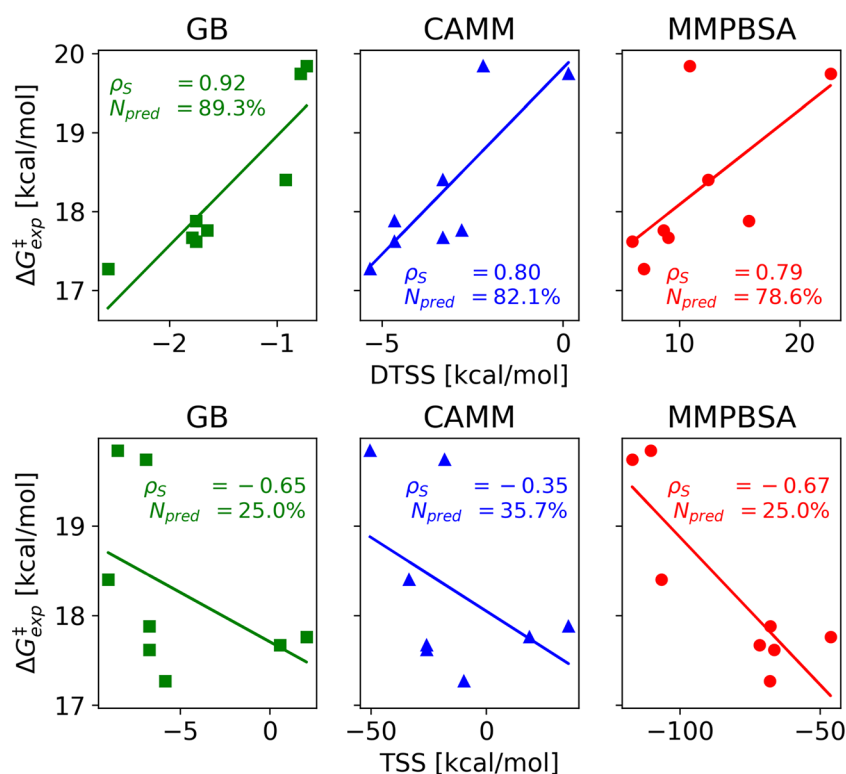 GB CAMM MMPBSA
ΔG‡exp [kcal/mol]
20
19
18
17
ρS = 0.92
Npred = 89.3%
ρS = 0.80
Npred = 82.1%
ρS = 0.79
Npred = 78.6%
−2 −1 −5 0 10 20
DTSS [kcal/mol]
GB CAMM MMPBSA
ΔG‡exp [kcal/mol]
19
18
17
ρS = −0.65
Npred = 25.0%
ρS = −0.35
Npred = 35.7%
ρS = −0.67
Npred = 25.0%
−5 0 −50 0 −100 −50
TSS [kcal/mol]